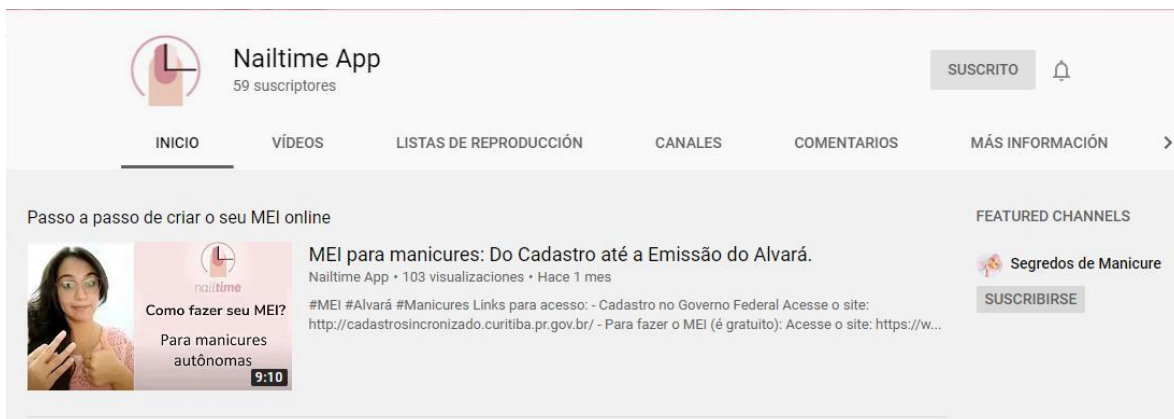 Nailtime App
59 suscriptores
SUSCRITO
INICIO
VÍDEOS
LISTAS DE REPRODUCCIÓN
CANALES
COMENTARIOS
MÁS INFORMACIÓN
Passo a passo de criar o seu MEI online
nailtime
Como fazer seu MEI?
Para manicures
autônomas
9:10
MEI para manicures: Do Cadastro até a Emissão do Alvará.
Nailtime App • 103 visualizaciones • Hace 1 mes
#MEI #Alvará #Manicures Links para acesso: - Cadastro no Governo Federal Acesse o site:
http://cadastrosincronizado.curitiba.pr.gov.br/ - Para fazer o MEI (é gratuito): Acesse o site: https://w...
FEATURED CHANNELS
Segredos de Manicure
SUSCRIBIRSE